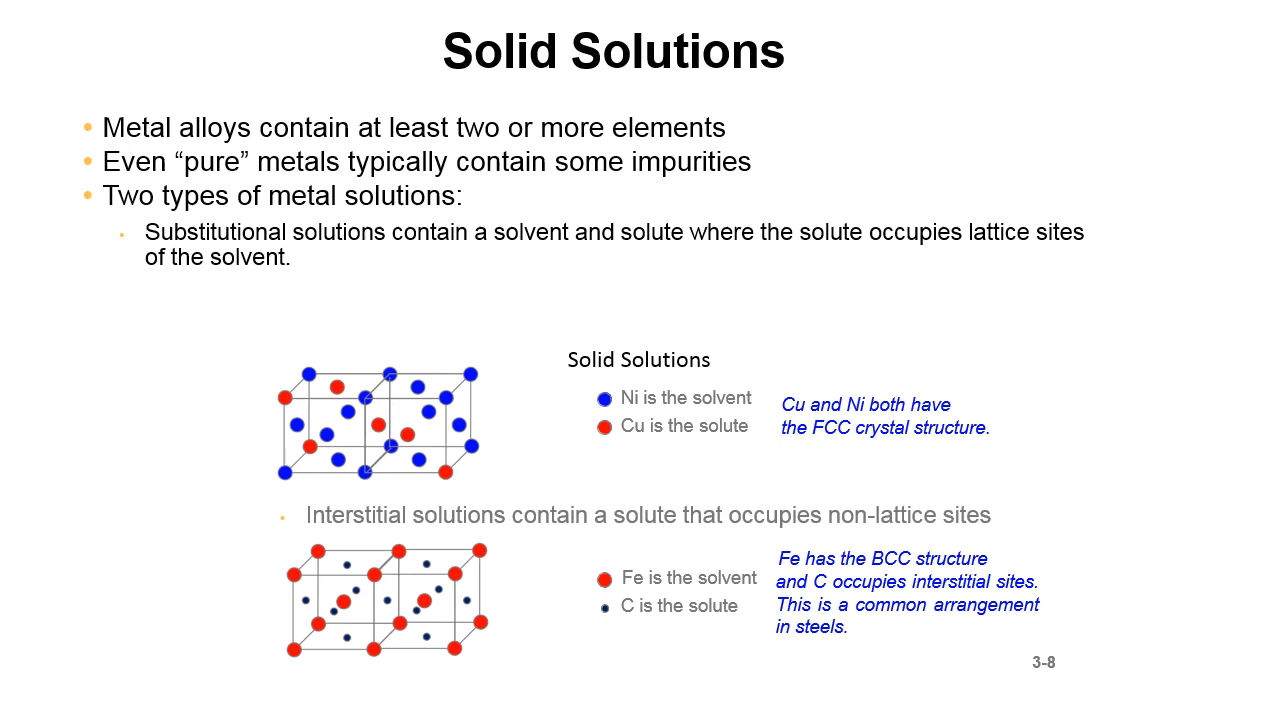 Solid Solutions
• Metal alloys contain at least two or more elements
• Even “pure” metals typically contain some impurities
• Two types of metal solutions:
• Substitutional solutions contain a solvent and solute where the solute occupies lattice sites
of the solvent.
Solid Solutions
Ni is the solvent
Cu is the solute
Cu and Ni both have
the FCC crystal structure.
• Interstitial solutions contain a solute that occupies non-lattice sites
Fe is the solvent
C is the solute
Fe has the BCC structure
and C occupies interstitial sites.
This is a common arrangement
in steels.
3-8